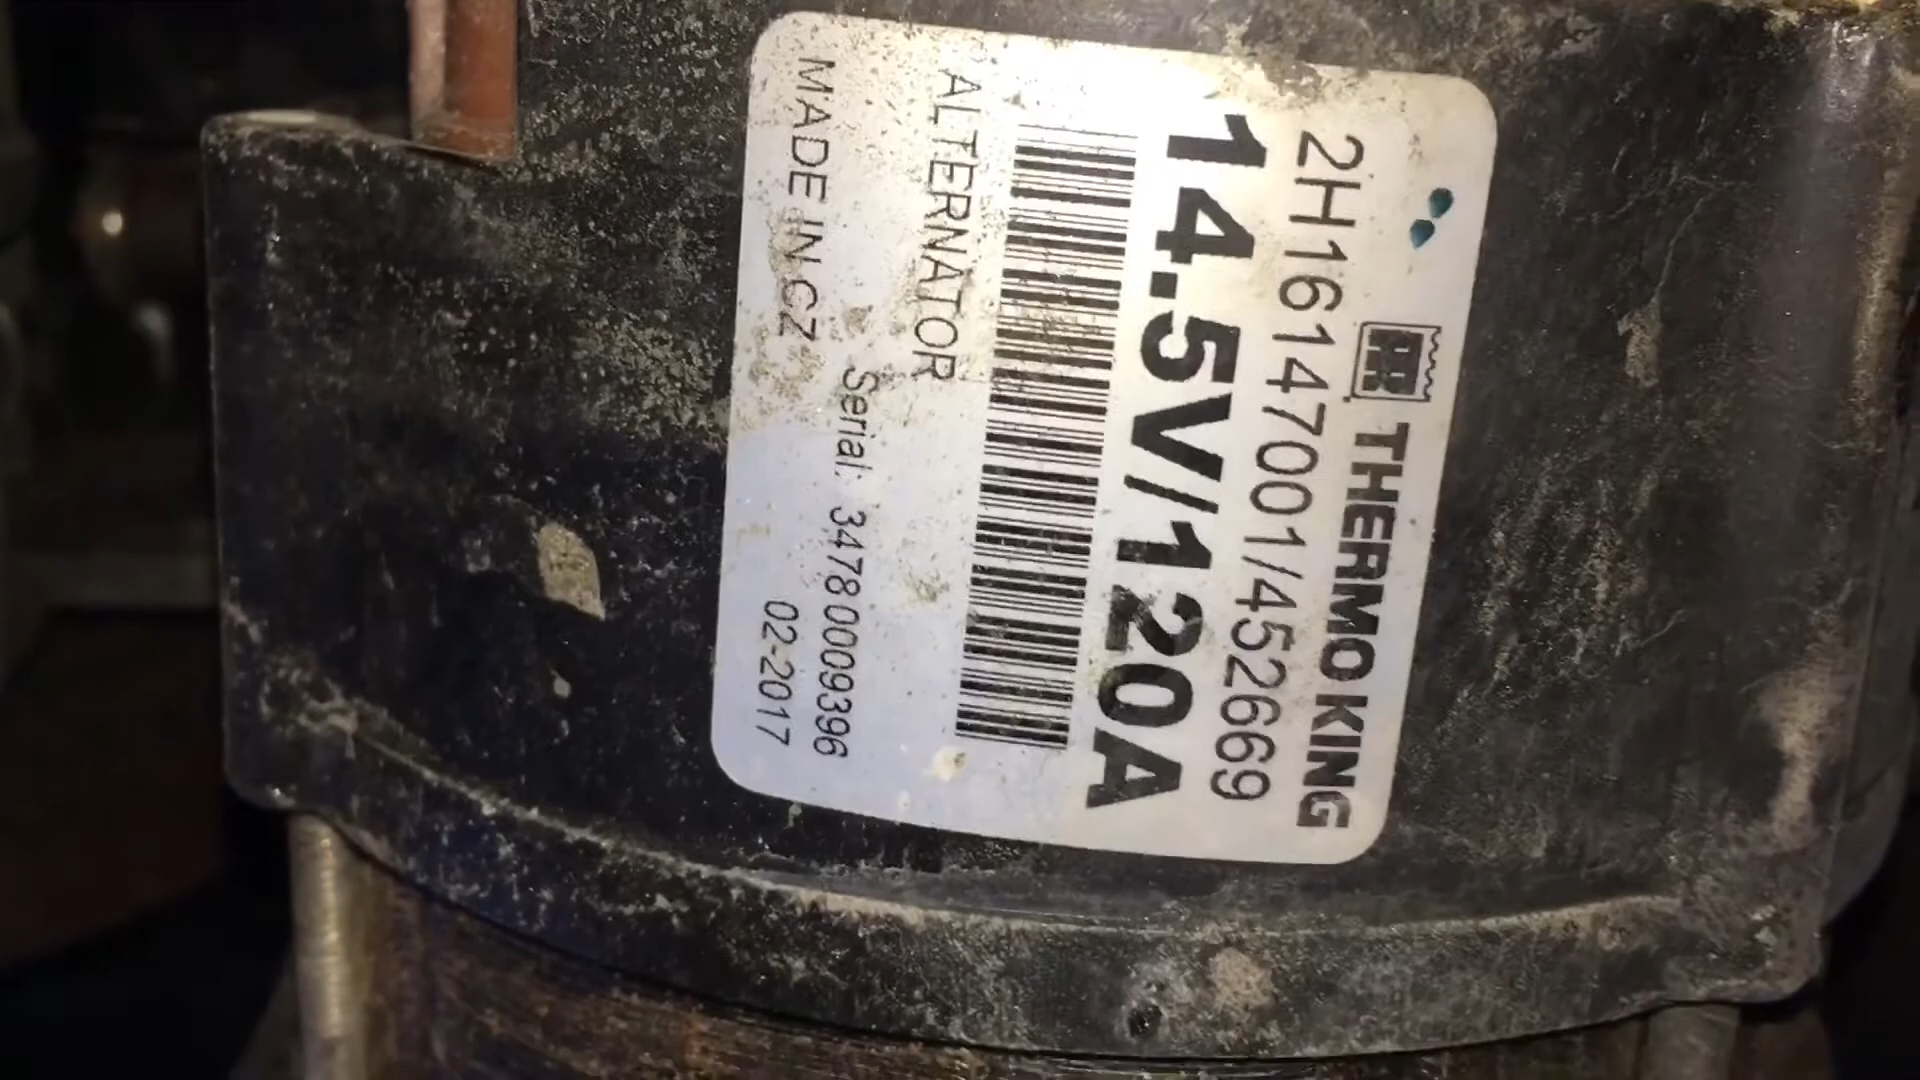 THERMO KING
2H16147001/452669
14.5V/120A
ALTERNATOR
Serial: 3478 0009396
MADE IN CZ
02-2017